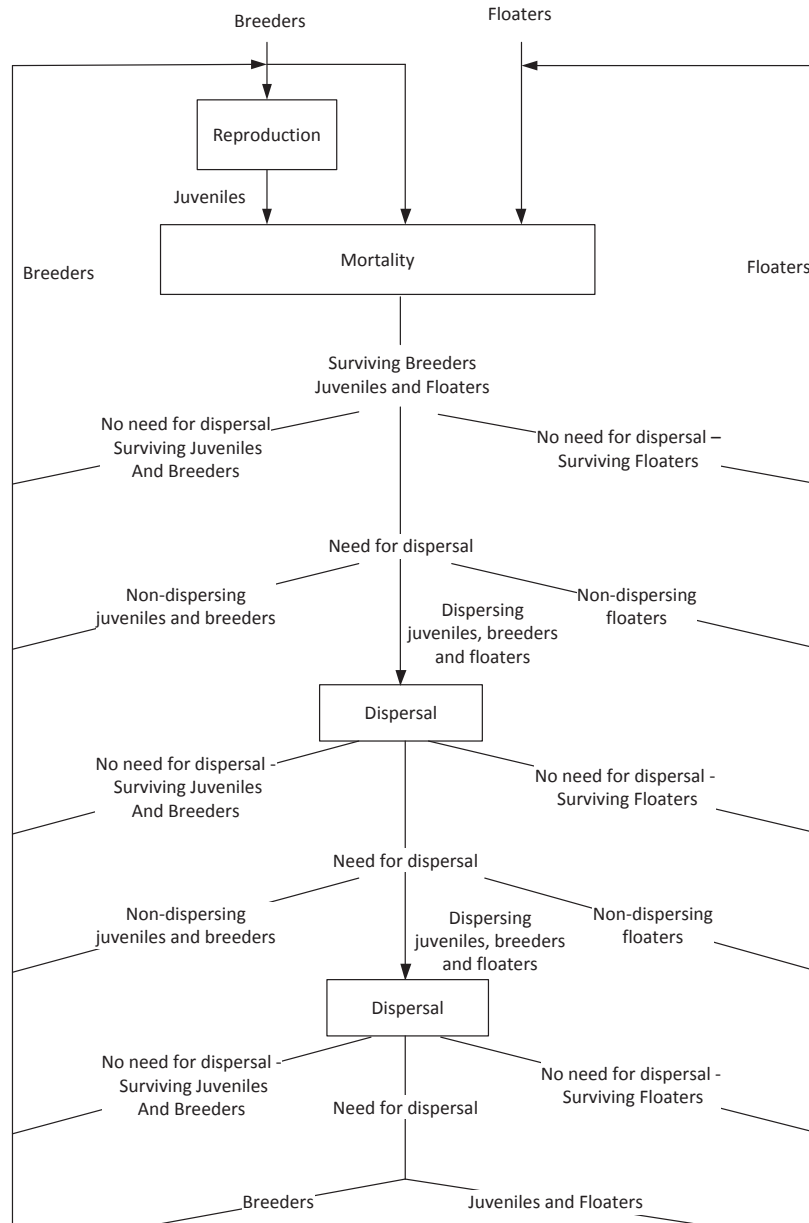 Breeders
Floaters
Reproduction
Juveniles
Mortality
Breeders
Floaters
Surviving Breeders
Juveniles and Floaters
No need for dispersal
Surviving Juveniles
And Breeders
No need for dispersal –
Surviving Floaters
Need for dispersal
Non-dispersing
juveniles and breeders
Non-dispersing
floaters
Dispersing
juveniles, breeders
and floaters
Dispersal
No need for dispersal -
Surviving Juveniles
And Breeders
No need for dispersal -
Surviving Floaters
Need for dispersal
Non-dispersing
juveniles and breeders
Dispersing
juveniles, breeders
and floaters
Non-dispersing
floaters
Dispersal
No need for dispersal -
Surviving Juveniles
And Breeders
No need for dispersal -
Surviving Floaters
Need for dispersal
Breeders
Juveniles and Floaters